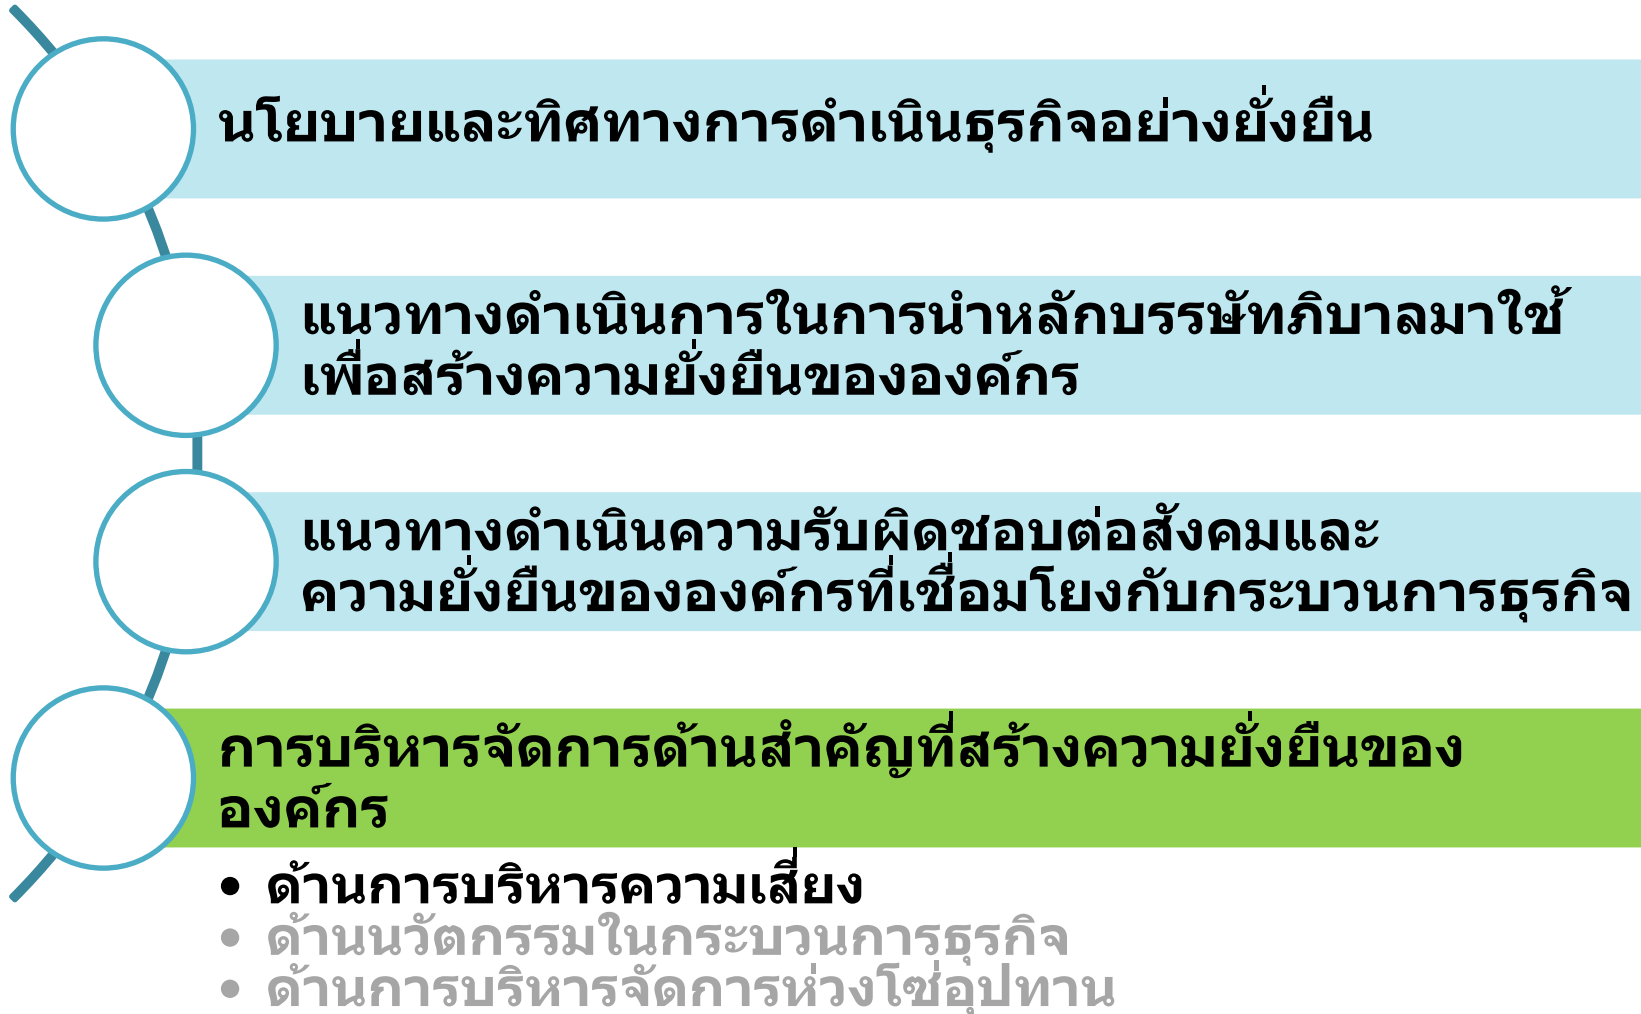 นโยบายและทิศทางการดำเนินธุรกิจอย่างยั่งยืน
แนวทางดำเนินการในการนำหลักบรรษัทภิบาลมาใช้
เพื่อสร้างความยั่งยืนขององค์กร
แนวทางดำเนินความรับผิดชอบต่อสังคมและ
ความยั่งยืนขององค์กรที่เชื่อมโยงกับกระบวนการธุรกิจ
การบริหารจัดการด้านสำคัญที่สร้างความยั่งยืนของ
องค์กร
• ด้านการบริหารความเสี่ยง
• ด้านนวัตกรรมในกระบวนการธุรกิจ
• ด้านการบริหารจัดการห่วงโซ่อุปทาน